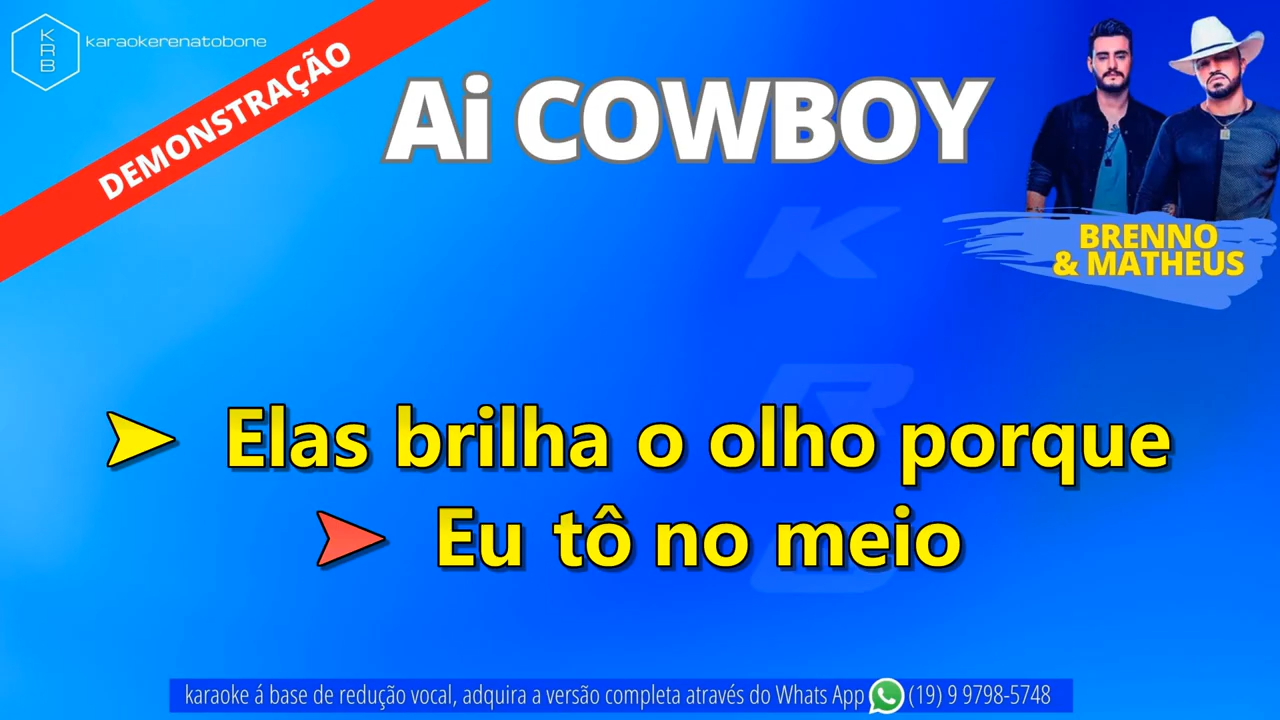 KRB
karaokerenatobone
DEMONSTRAÇÃO
Ai COWBOY
BRENNO
& MATHEUS
K
R
B
Elas brilha o olho porque
Eu tô no meio
karaoke á base de redução vocal, adquira a versão completa através do Whats App (19) 9 9798-5748